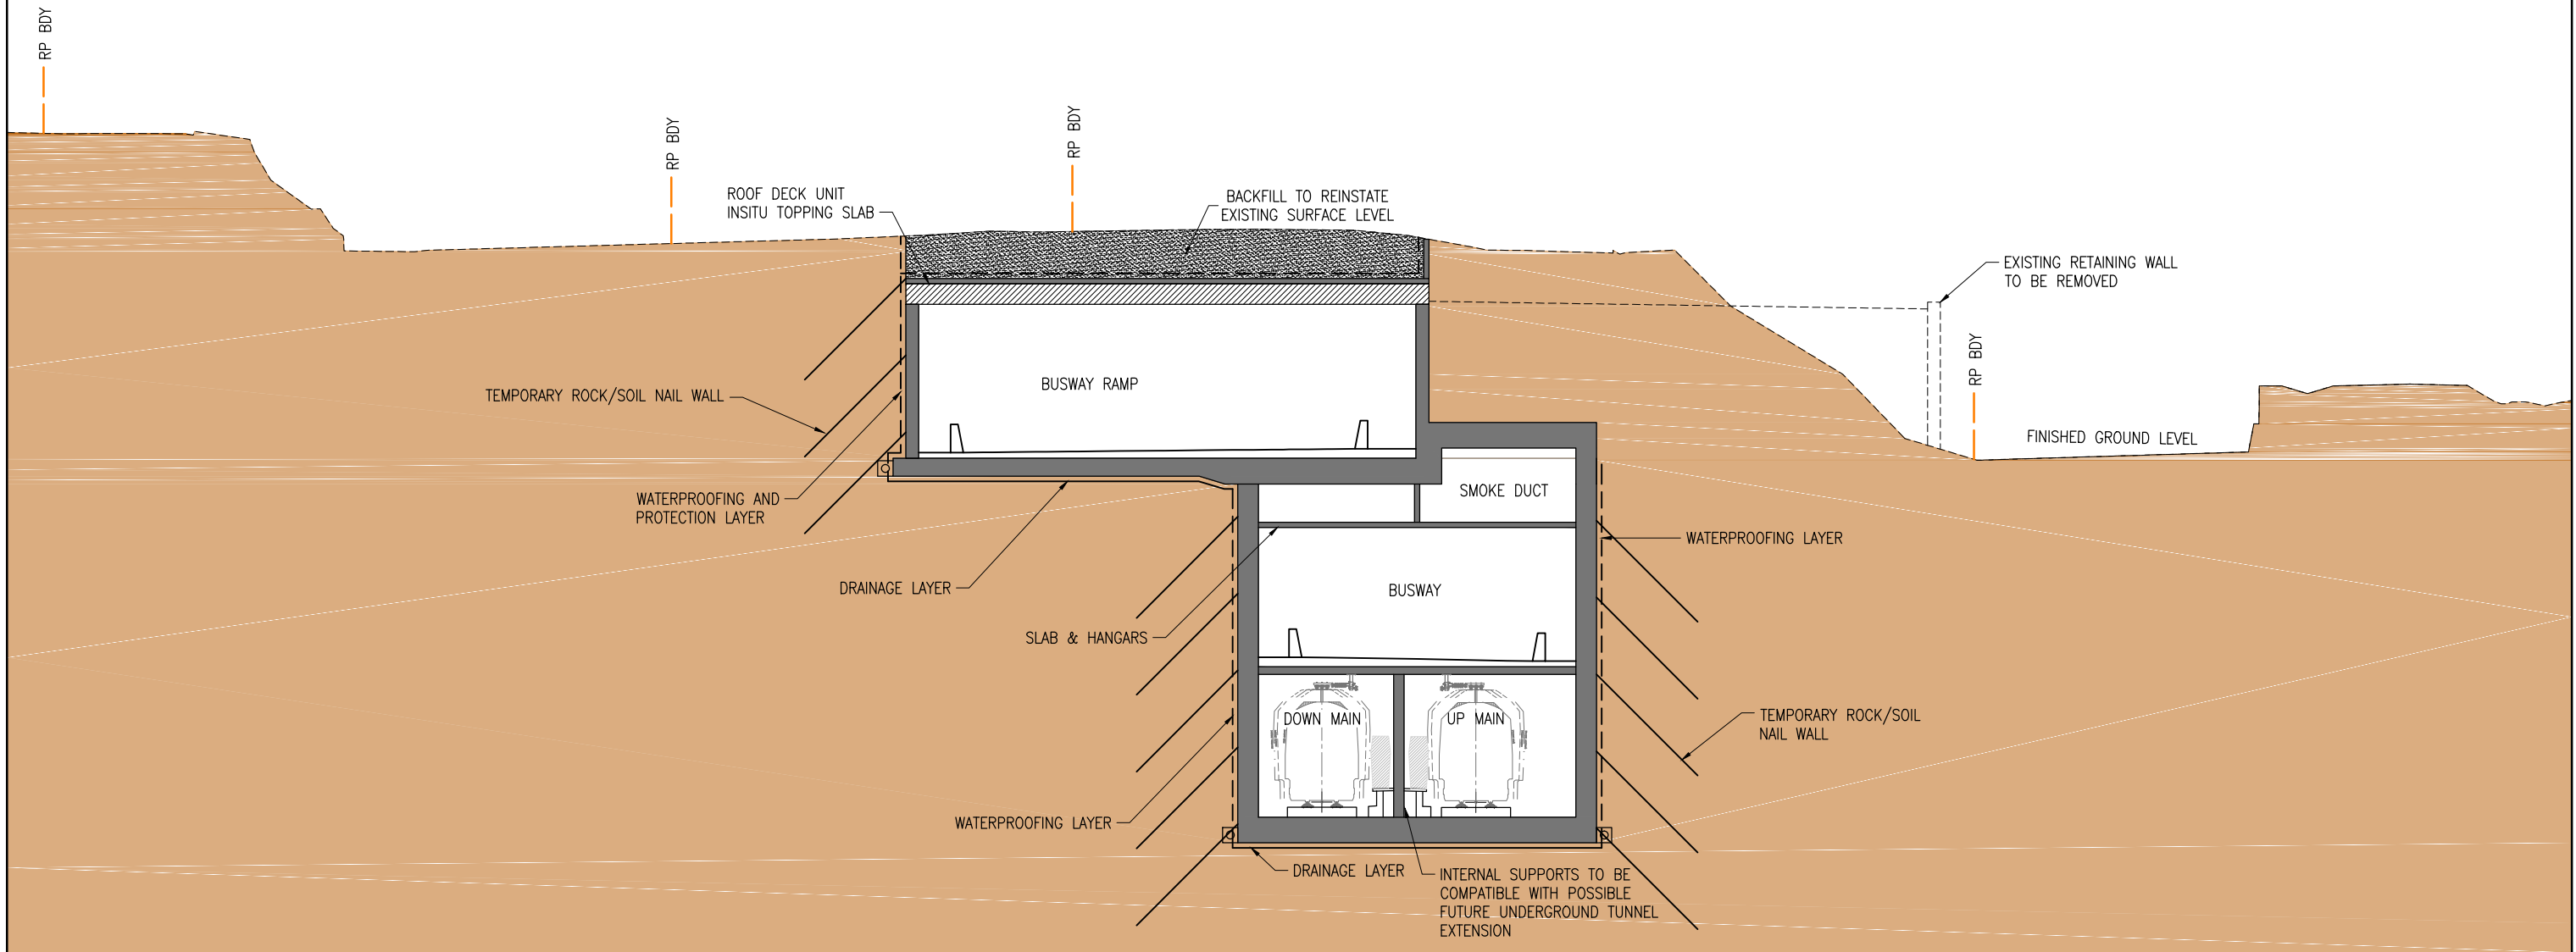 RP BDY
RP BDY
RP BDY
ROOF DECK UNIT
INSITU TOPPING SLAB
BACKFILL TO REINSTATE
EXISTING SURFACE LEVEL
EXISTING RETAINING WALL
TO BE REMOVED
RP BDY
BUSWAY RAMP
TEMPORARY ROCK/SOIL NAIL WALL
FINISHED GROUND LEVEL
WATERPROOFING AND
PROTECTION LAYER
SMOKE DUCT
WATERPROOFING LAYER
DRAINAGE LAYER
BUSWAY
SLAB & HANGARS
DOWN MAIN
UP MAIN
TEMPORARY ROCK/SOIL
NAIL WALL
WATERPROOFING LAYER
DRAINAGE LAYER
INTERNAL SUPPORTS TO BE
COMPATIBLE WITH POSSIBLE
FUTURE UNDERGROUND TUNNEL
EXTENSION